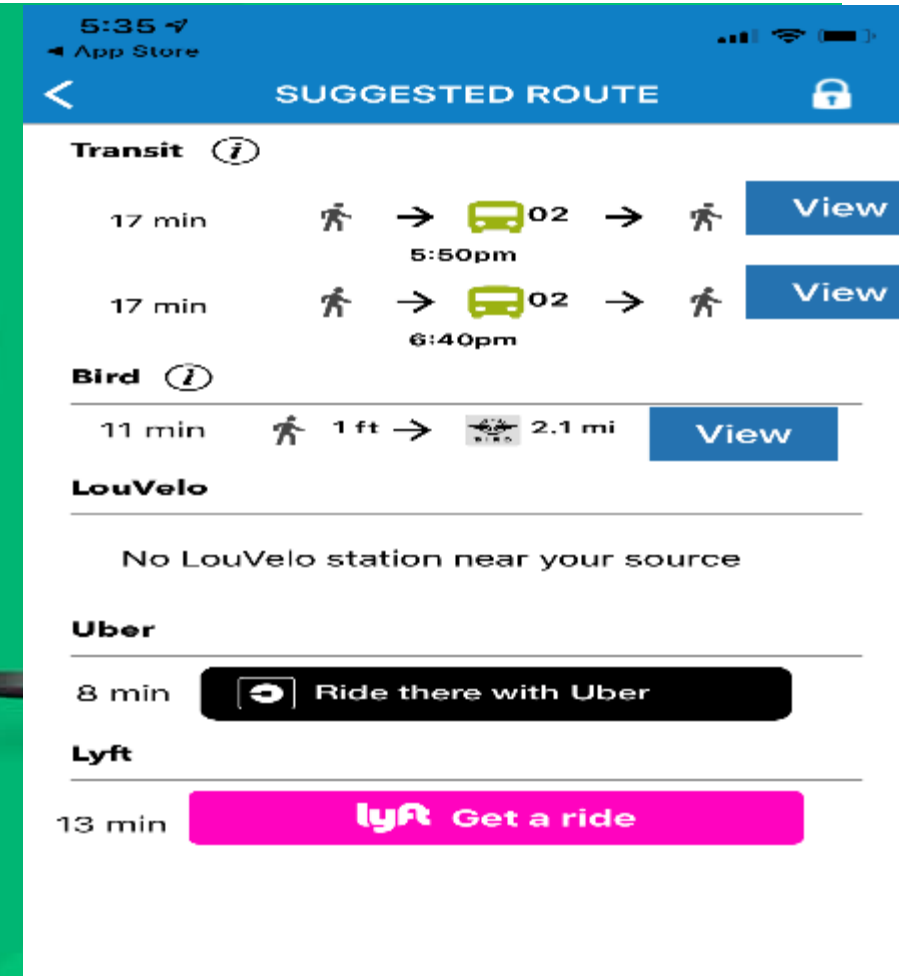 5:35
App Store
SUGGESTED ROUTE
Transit i
17 min 02 View
5:50pm
17 min 02 View
6:40pm
Bird i
11 min 1 ft BIRD 2.1 mi View
LouVelo
No LouVelo station near your source
Uber
8 min Ride there with Uber
Lyft
13 min lyft Get a ride